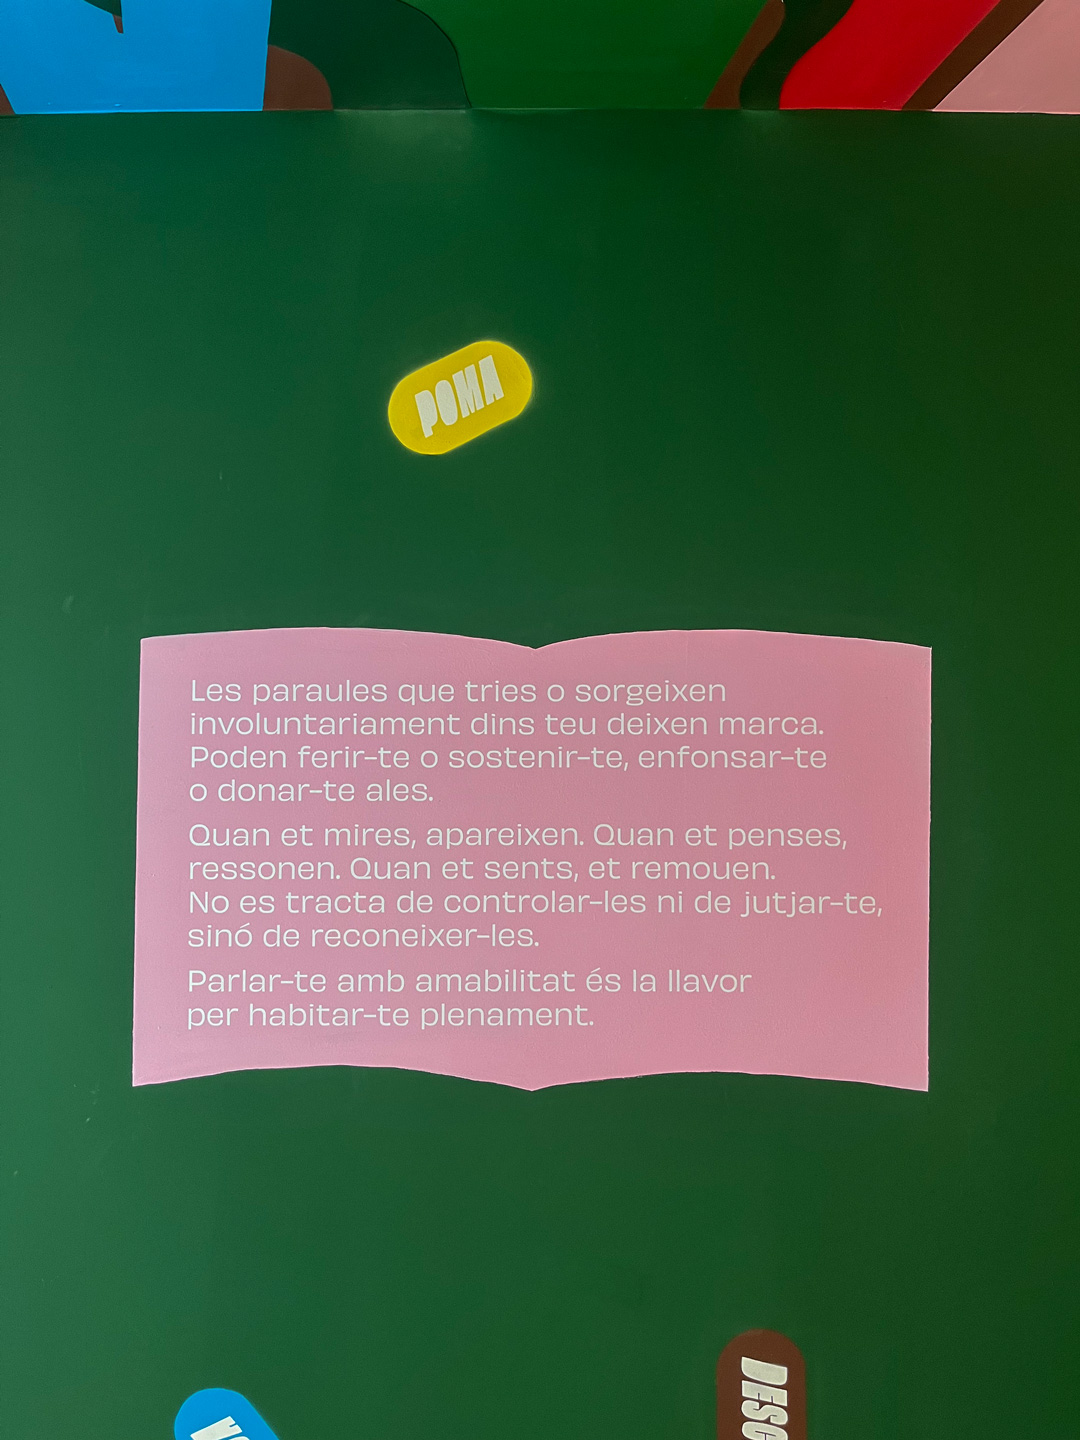 POMA
Les paraules que tries o sorgeixen
involuntariament dins teu deixen marca.
Poden ferir-te o sostenir-te, enfonsar-te
o donar-te ales.
Quan et mires, apareixen. Quan et penses,
ressonen. Quan et sents, et remouen.
No es tracta de controlar-les ni de jutjar-te,
sinó de reconeixer-les.
Parlar-te amb amabilitat és la llavor
per habitar-te plenament.